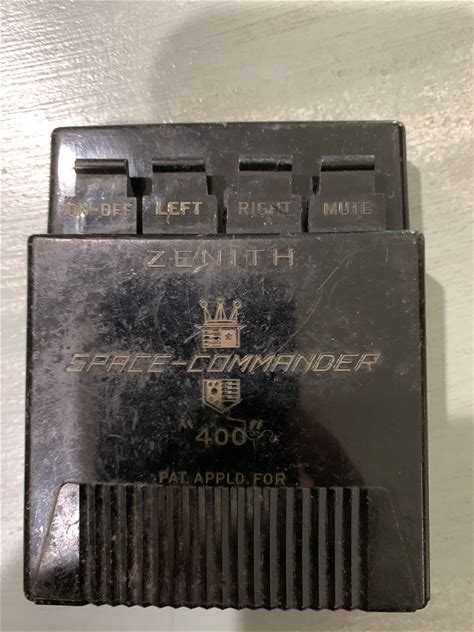 ON-OFF LEFT RIGHT MUTE
ZENITH
SPACE-COMMANDER
"400"
PAT. APPLD. FOR